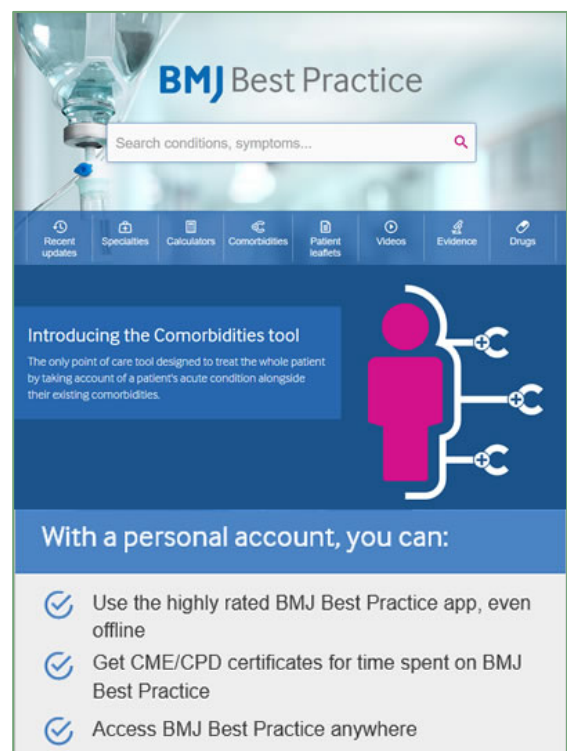 BMJ Best Practice
Search conditions, symptoms...
Recent updates
Specialties
Calculators
Comorbidities
Patient leaflets
Videos
Evidence
Drugs
Introducing the Comorbidities tool
The only point of care tool designed to treat the whole patient
by taking account of a patient's acute condition alongside
their existing comorbidities.
C
C
C
With a personal account, you can:
Use the highly rated BMJ Best Practice app, even
offline
Get CME/CPD certificates for time spent on BMJ
Best Practice
Access BMJ Best Practice anywhere